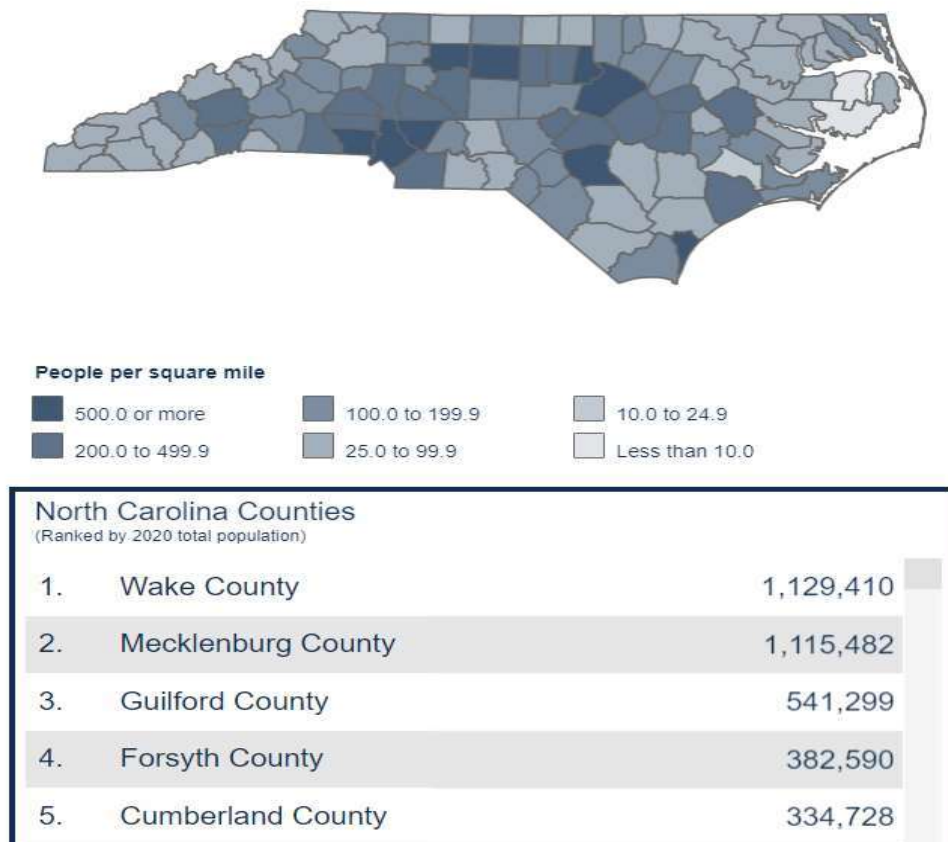 People per square mile
500.0 or more 100.0 to 199.9 10.0 to 24.9
200.0 to 499.9 25.0 to 99.9 Less than 10.0
North Carolina Counties
(Ranked by 2020 total population)
1. Wake County 1,129,410
2. Mecklenburg County 1,115,482
3. Guilford County 541,299
4. Forsyth County 382,590
5. Cumberland County 334,728